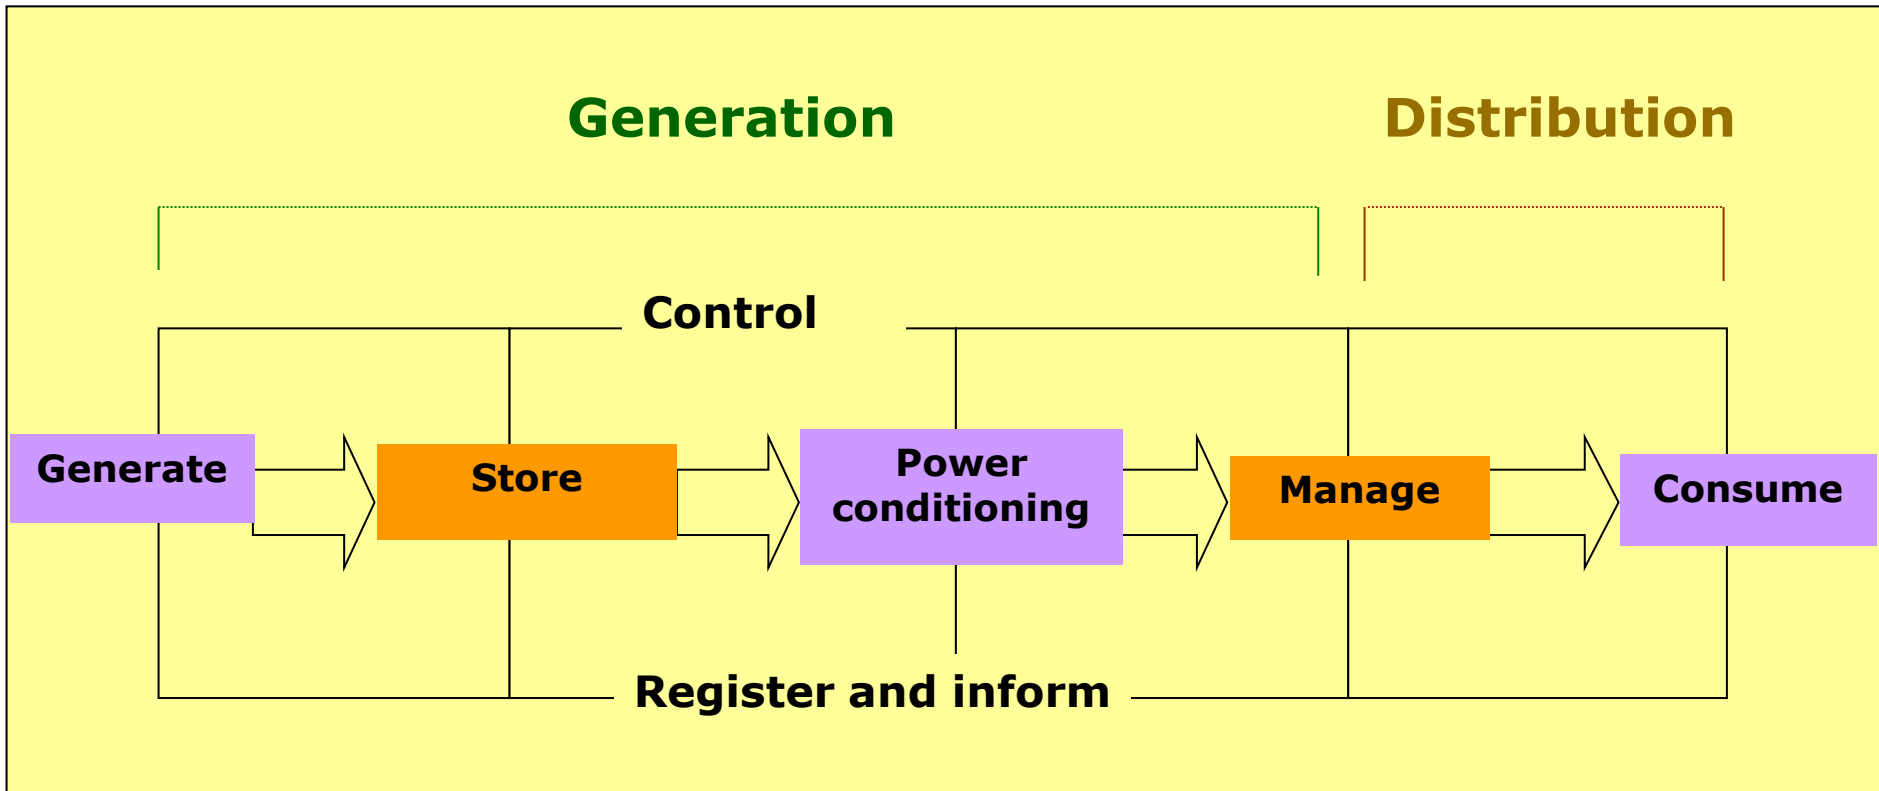 Generation
Distribution
Control
Generate
Store
Power
conditioning
Manage
Consume
Register and inform